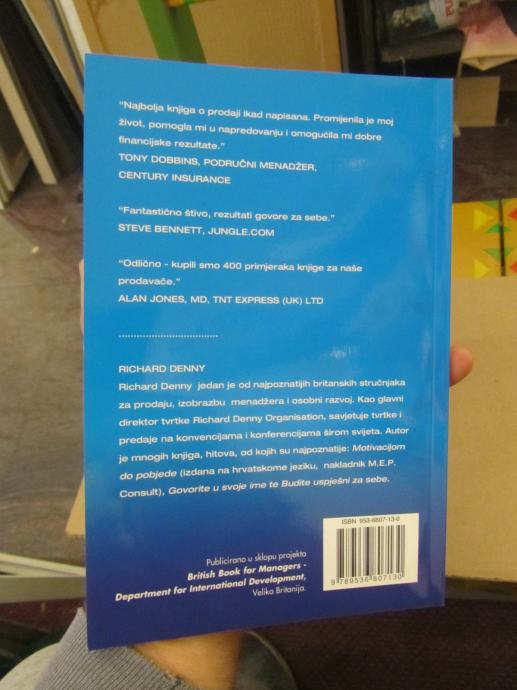 "Najbolja knjiga o prodaji ikad napisana. Promijenila je moj
život, pomogla mi u napredovanju i omogućila mi dobre
financijske rezultate."
TONY DOBBINS, PODRUČNI MENADŽER,
CENTURY INSURANCE
"Fantastično štivo, rezultati govore za sebe."
STEVE BENNETT, JUNGLE.COM
"Odlično - kupili smo 400 primjeraka knjige za naše
prodavače."
ALAN JONES, MD, TNT EXPRESS (UK) LTD
................................
RICHARD DENNY
Richard Denny jedan je od najpoznatijih britanskih stručnjaka
za prodaju, izobrazbu menadžera i osobni razvoj. Kao glavni
direktor tvrtke Richard Denny Organisation, savjetuje tvrtke i
predaje na konvencijama i konferencijama širom svijeta. Autor
je mnogih knjiga, hitova, od kojih su najpoznatije: Motivacijom
do pobjede (izdana na hrvatskome jeziku, nakladnik M.E.P.
Consult), Govorite u svoje ime te Budite uspješni za sebe.
Publicirano u sklopu projekta
British Book for Managers -
Department for International Development,
Velika Britanija.
ISBN 953-6807-13-0
9 789536 807130